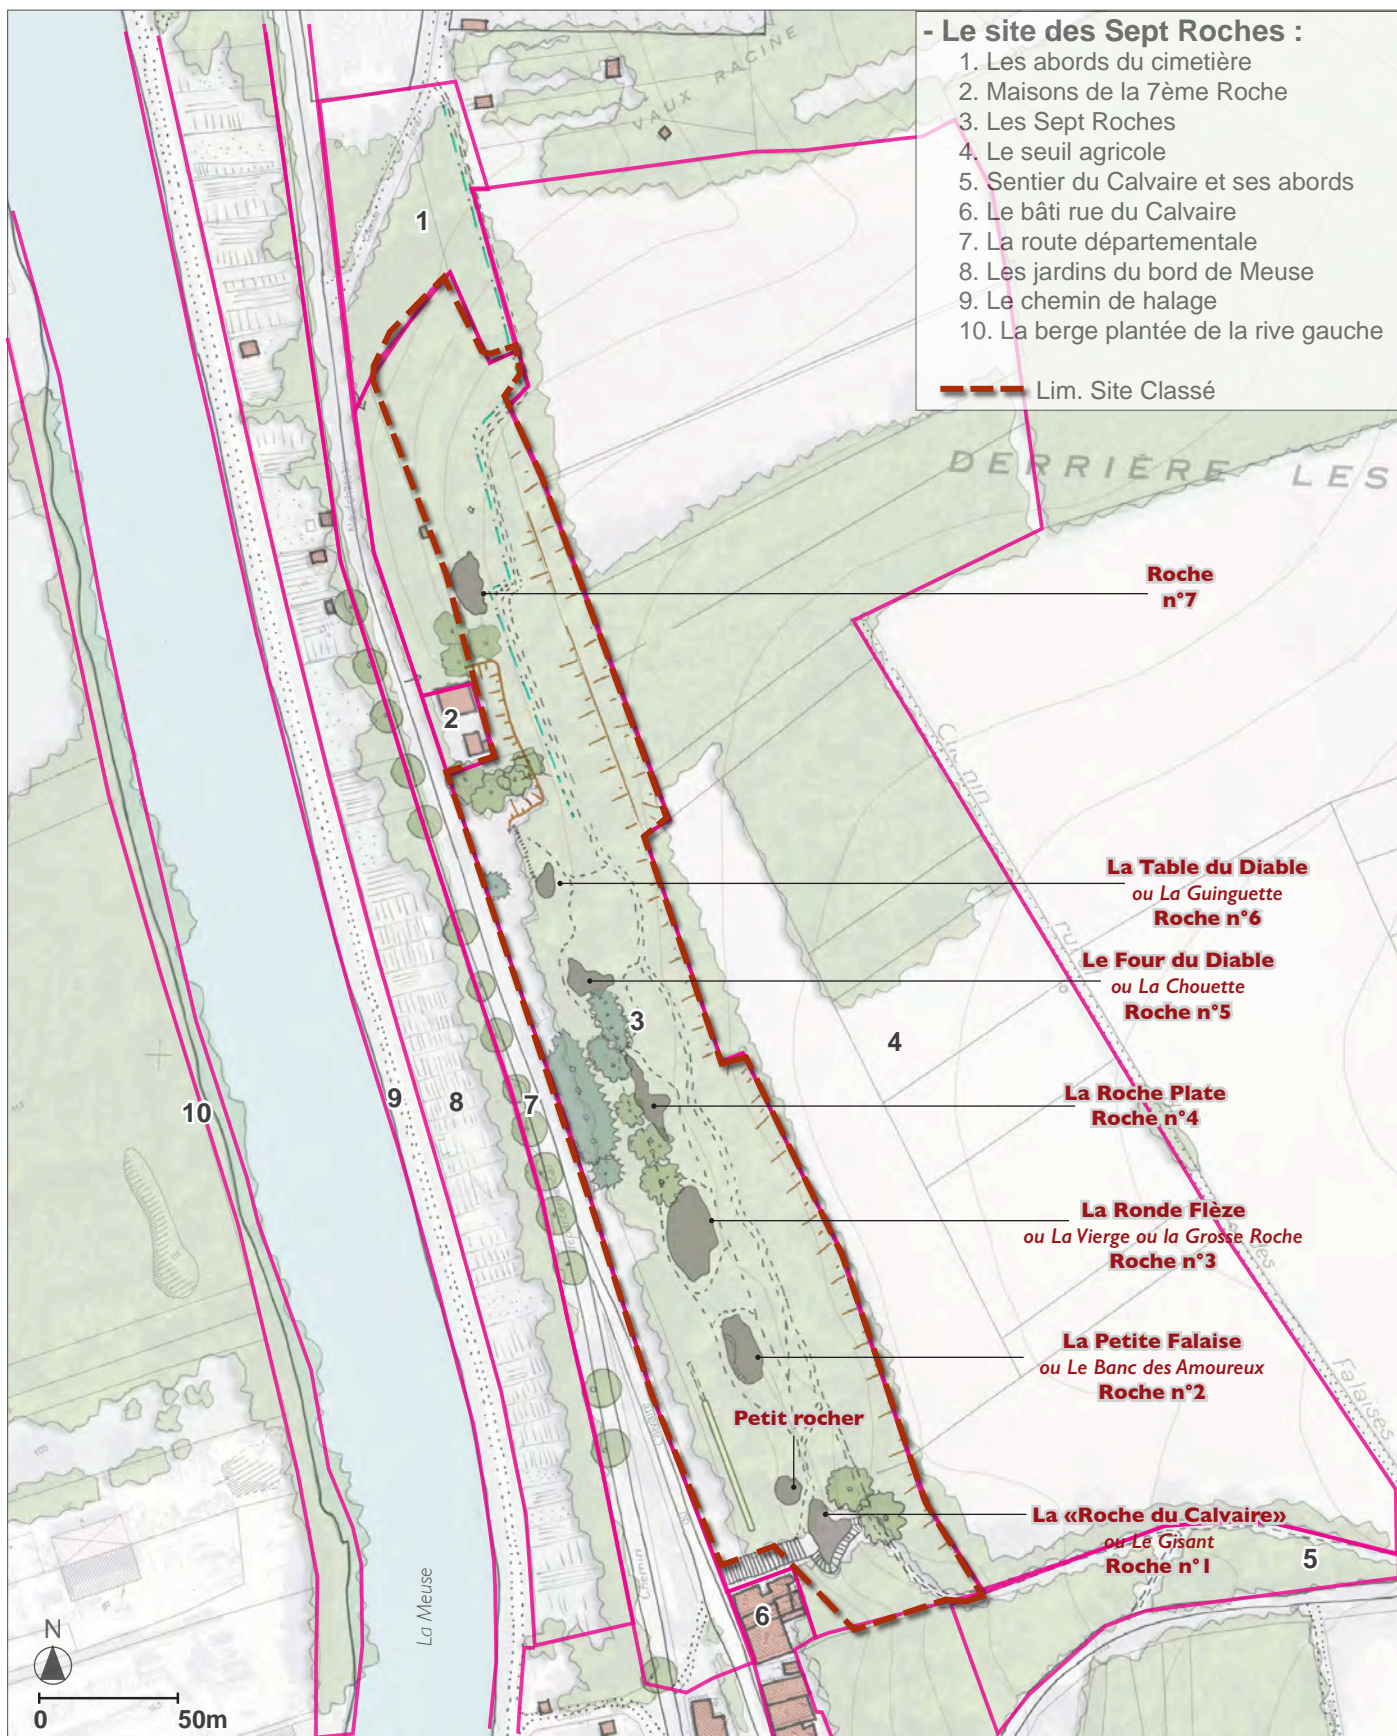 - Le site des Sept Roches :
1. Les abords du cimetière
2. Maisons de la 7ème Roche
3. Les Sept Roches
4. Le seuil agricole
5. Sentier du Calvaire et ses abords
6. Le bâti rue du Calvaire
7. La route départementale
8. Les jardins du bord de Meuse
9. Le chemin de halage
10. La berge plantée de la rive gauche
Lim. Site Classé
VAUX RACINE
1
DERRIÈRE LES
Roche
n°7
2
La Table du Diable
ou La Guinguette
Roche n°6
Le Four du Diable
ou La Chouette
Roche n°5
3
4
La Roche Plate
Roche n°4
10
9
8
7
La Ronde Flèze
ou La Vierge ou la Grosse Roche
Roche n°3
La Petite Falaise
ou Le Banc des Amoureux
Roche n°2
Falaises
Petit rocher
La «Roche du Calvaire»
ou Le Gisant
Roche n°1
5
6
Chemin
La Meuse
N
0 50m